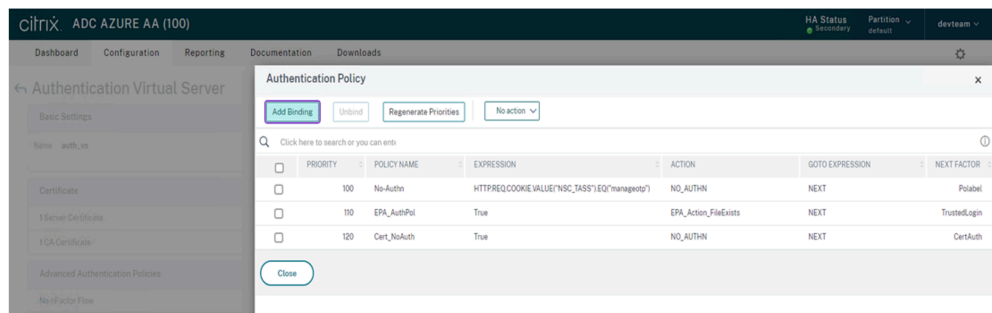 citrix. ADC AZURE AA (100)
HA Status
Secondary
Partition
default
devteam
Dashboard Configuration Reporting Documentation Downloads
Authentication Virtual Server
Basic Settings
Name auth_vs
Certificate
1 Server Certificate
1 CA Certificate
Advanced Authentication Policies
No nFactor Flow
Authentication Policy
x
Add Binding Unbind Regenerate Priorities No action
Click here to search or you can ente
PRIORITY POLICY NAME EXPRESSION ACTION GOTO EXPRESSION NEXT FACTOR
100 No-Authn HTTP.REQ.COOKIE.VALUE("NSC_TASS").EQ("manageotp") NO_AUTHN NEXT Polabel
110 EPA_AuthPol True EPA_Action_FileExists NEXT TrustedLogin
120 Cert_NoAuth True NO_AUTHN NEXT CertAuth
Close